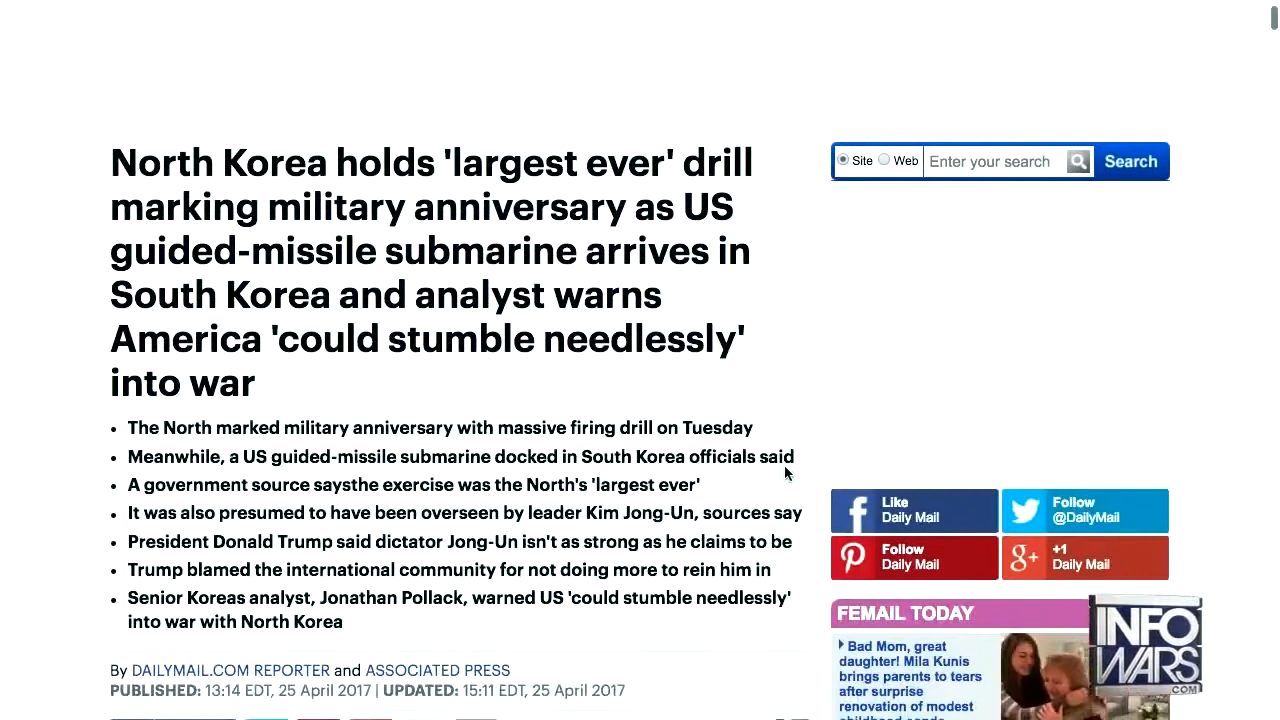 North Korea holds 'largest ever' drill
marking military anniversary as US
guided-missile submarine arrives in
South Korea and analyst warns
America 'could stumble needlessly'
into war
The North marked military anniversary with massive firing drill on Tuesday
Meanwhile, a US guided-missile submarine docked in South Korea officials said
A government source saysthe exercise was the North's 'largest ever'
It was also presumed to have been overseen by leader Kim Jong-Un, sources say
President Donald Trump said dictator Jong-Un isn't as strong as he claims to be
Trump blamed the international community for not doing more to rein him in
Senior Koreas analyst, Jonathan Pollack, warned US 'could stumble needlessly'
into war with North Korea
By DAILYMAIL.COM REPORTER and ASSOCIATED PRESS
PUBLISHED: 13:14 EDT, 25 April 2017 | UPDATED: 15:11 EDT, 25 April 2017
Site Web Enter your search Search
Like
Daily Mail
Follow
@DailyMail
Follow
Daily Mail
+1
Daily Mail
FEMAIL TODAY
Bad Mom, great
daughter! Mila Kunis
brings parents to tears
after surprise
renovation of modest
INFO
WARS
.COM